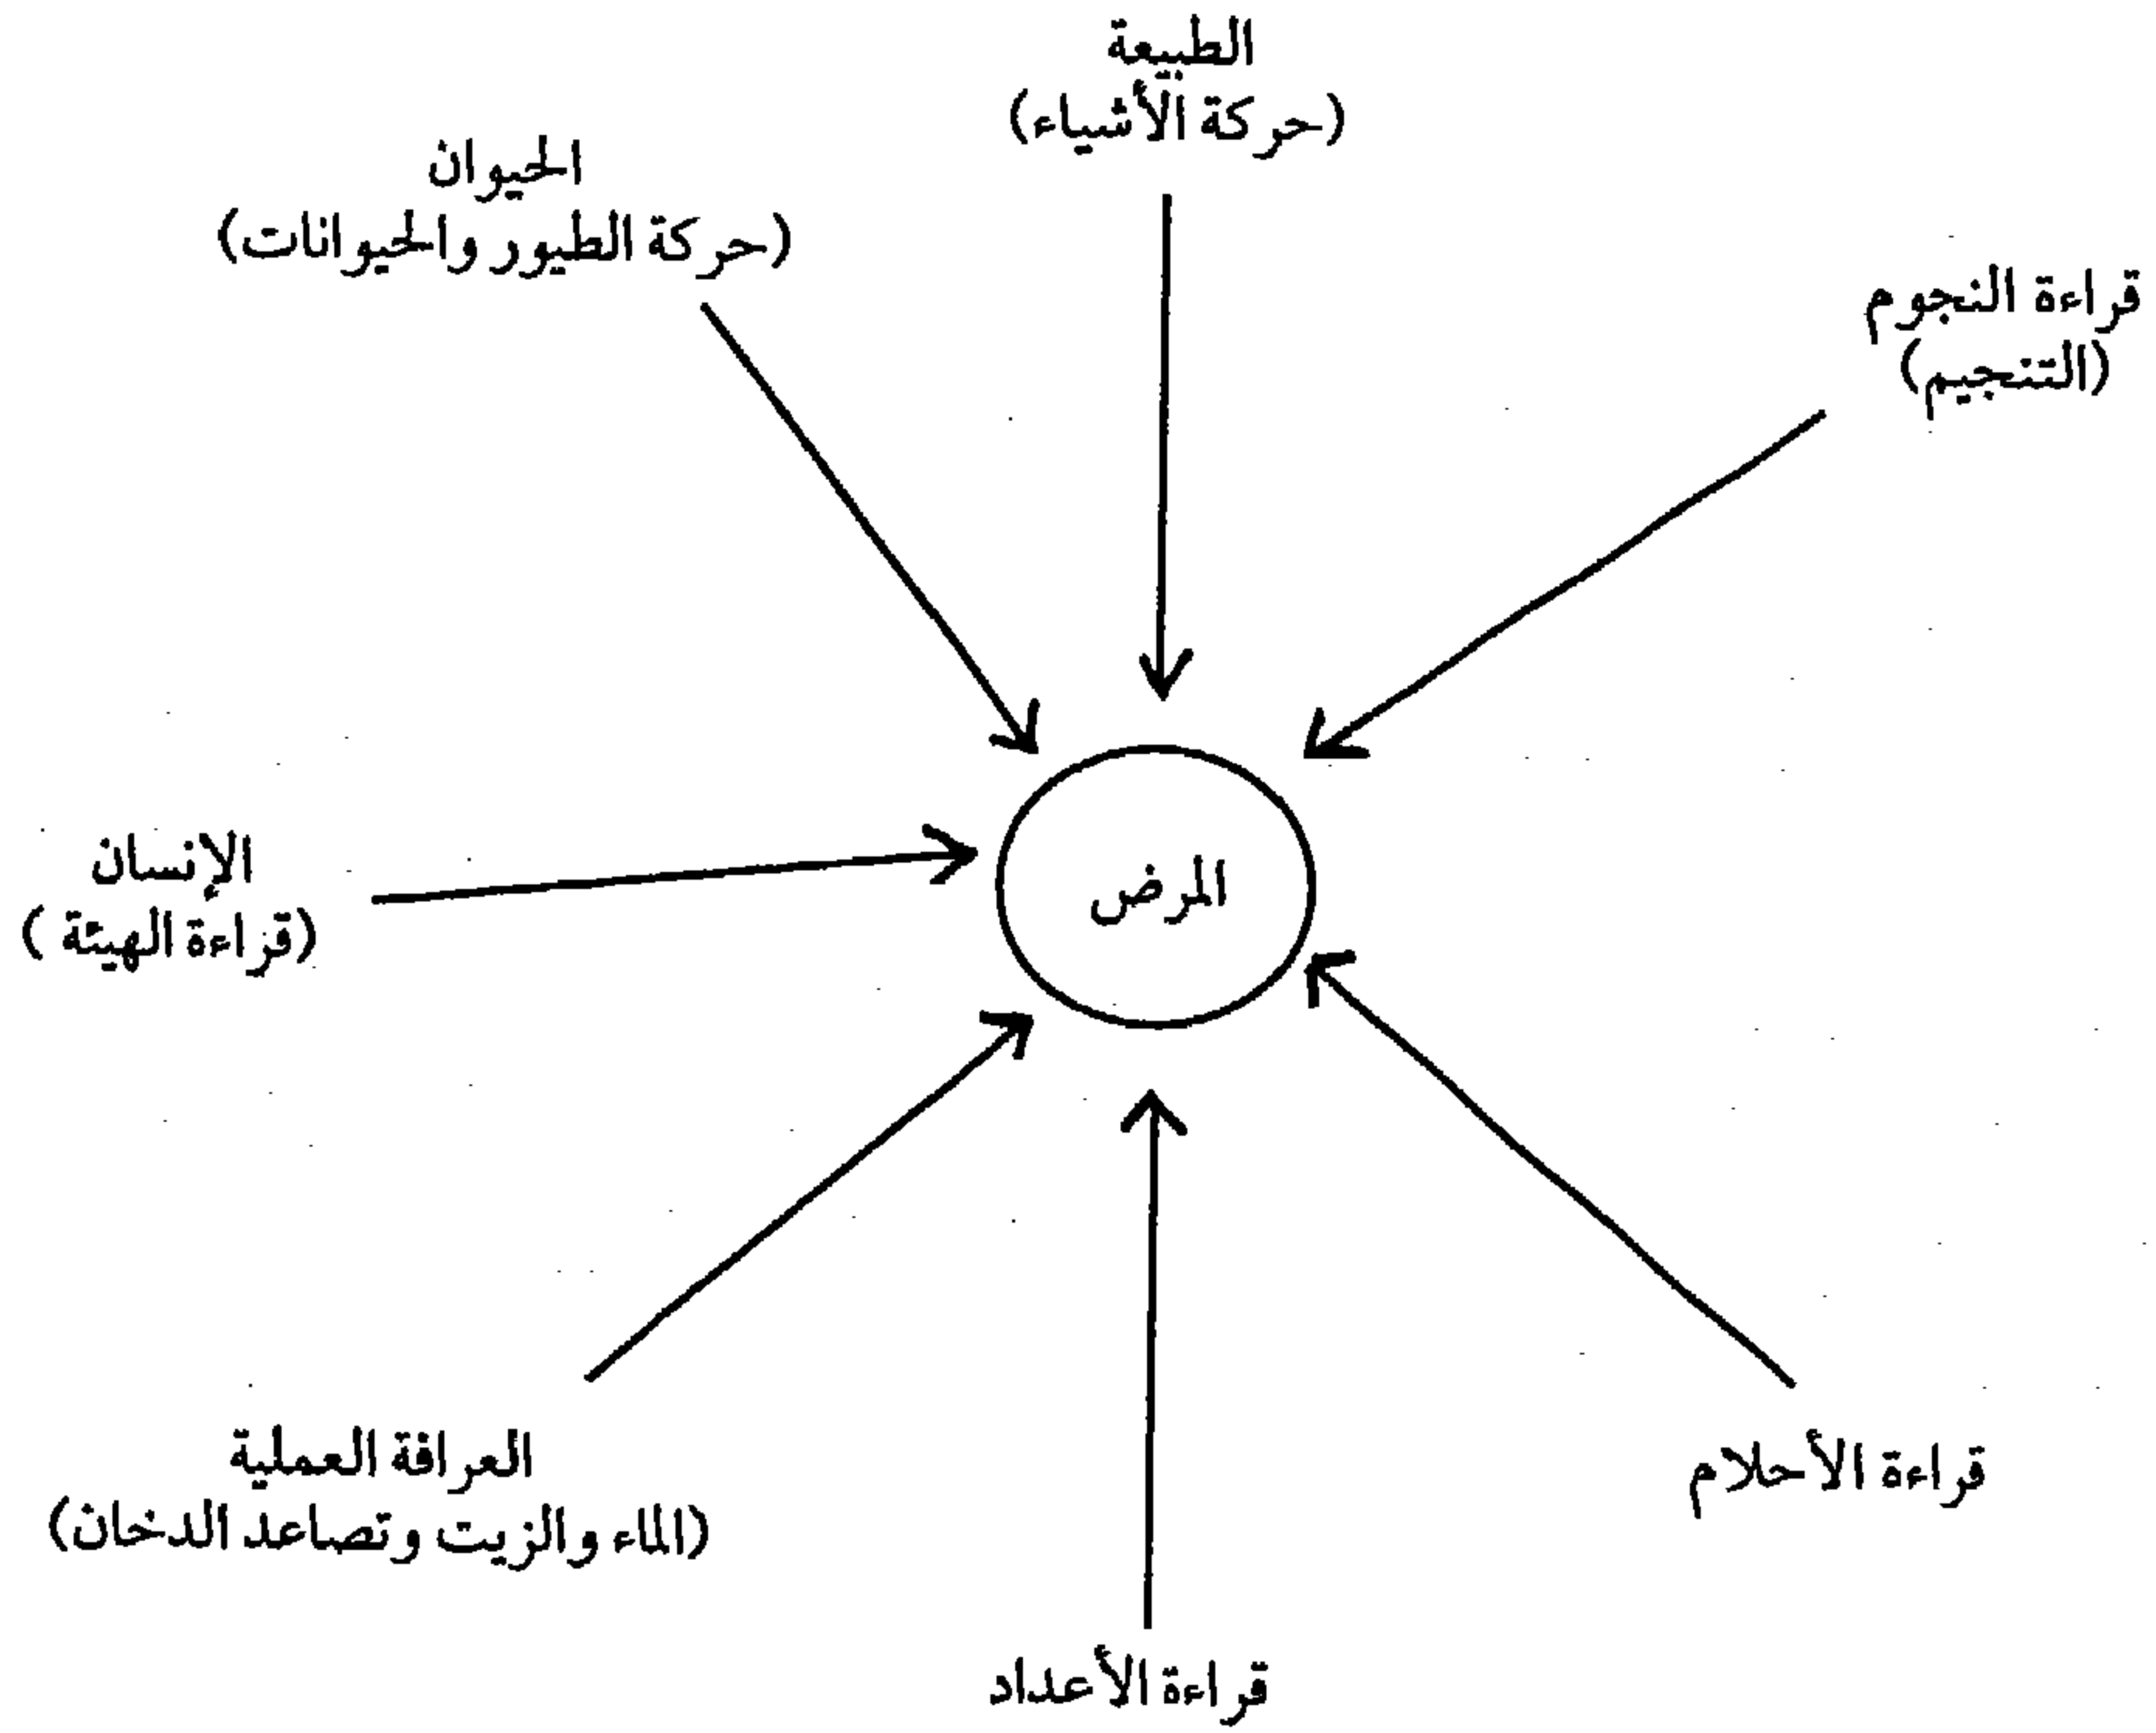 الطبيعة
(حركة الأشياء)
الحيوان
(حركة الطيور والحيوانات)
قراءة النجوم
(التنجيم)
المرض
الإنسان
(قراءة الهيئة )
العرافة العملية
(الماء والزيت وتصاعد الدخان)
قراءة الأحلام
قراءة الأعداد